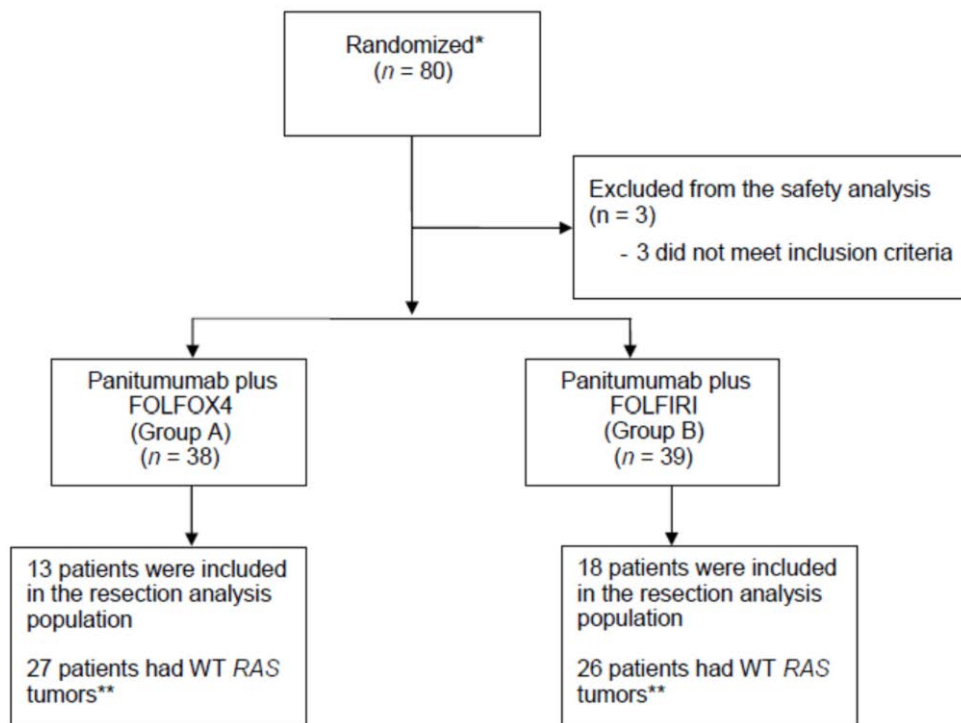 Randomized*
(n = 80)
Excluded from the safety analysis
(n = 3)
- 3 did not meet inclusion criteria
Panitumumab plus
FOLFOX4
(Group A)
(n = 38)
Panitumumab plus
FOLFIRI
(Group B)
(n = 39)
13 patients were included
in the resection analysis
population
27 patients had WT RAS
tumors**
18 patients were included
in the resection analysis
population
26 patients had WT RAS
tumors**